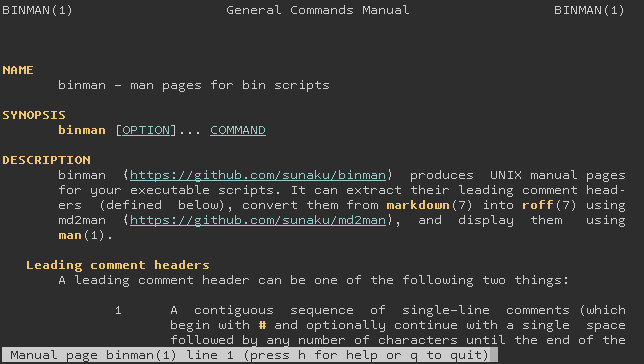 BINMAN(1) General Commands Manual BINMAN(1)
NAME
binman – man pages for bin scripts
SYNOPSIS
binman [OPTION]... COMMAND
DESCRIPTION
binman {https://github.com/sunaku/binman} produces UNIX manual pages
for your executable scripts. It can extract their leading comment head‐
ers (defined below), convert them from markdown(7) into roff(7) using
md2man {https://github.com/sunaku/md2man}, and display them using
man(1).
Leading comment headers
A leading comment header can be one of the following two things:
1 A contiguous sequence of single-line comments (which
begin with # and optionally continue with a single space
followed by any number of characters until the end of the
Manual page binman(1) line 1 (press h for help or q to quit)